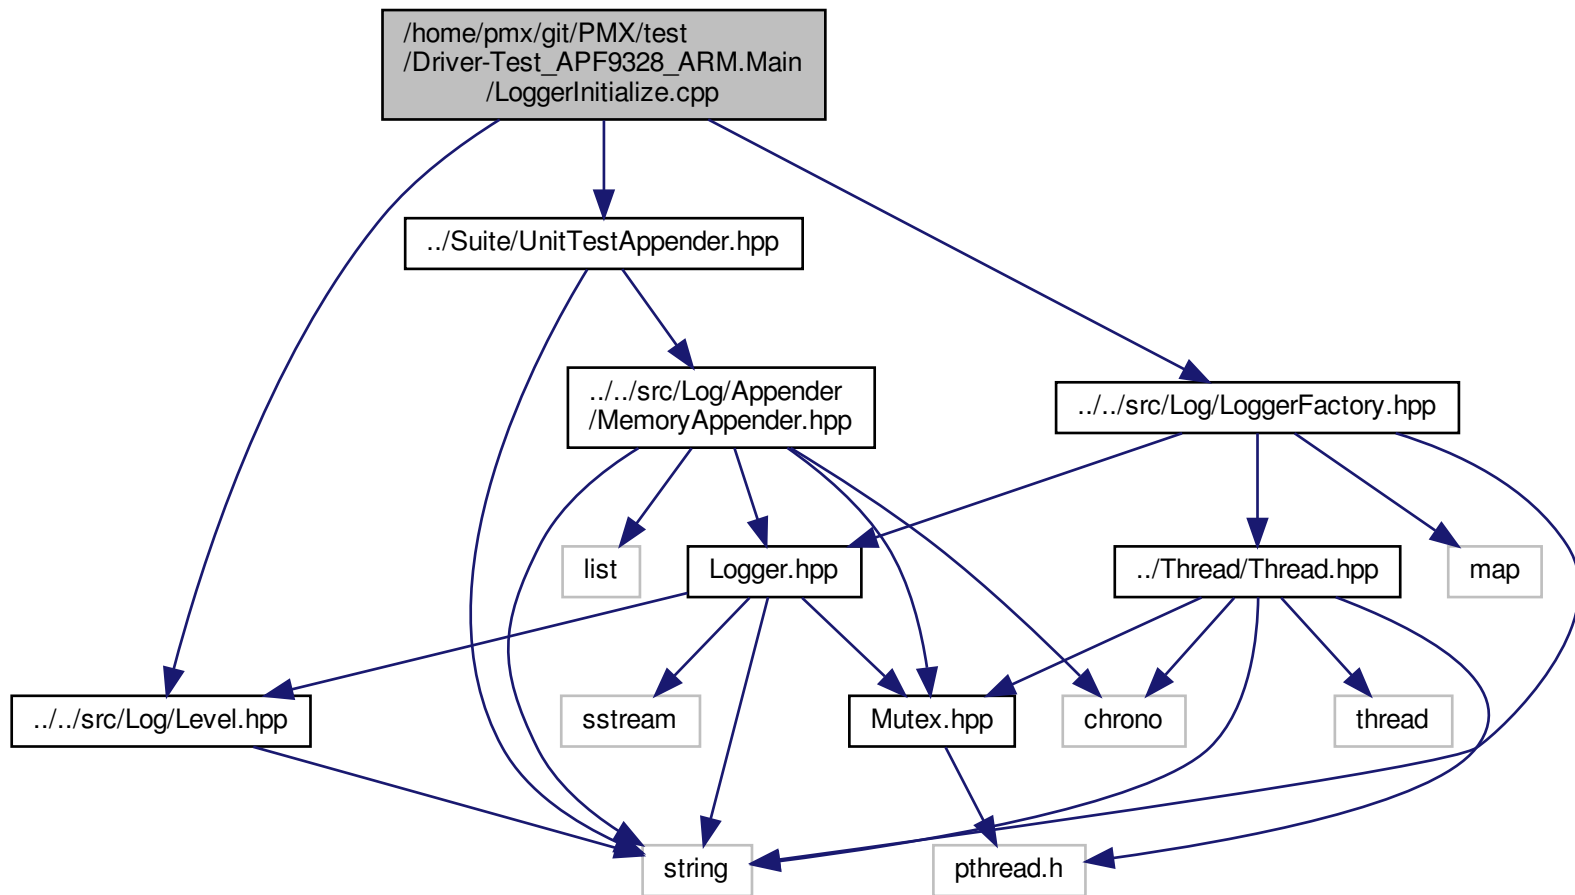 /home/pmx/git/PMX/test
/Driver-Test_APF9328_ARM.Main
/LoggerInitialize.cpp
../Suite/UnitTestAppender.hpp
../../src/Log/Appender
/MemoryAppender.hpp
../../src/Log/LoggerFactory.hpp
list
Logger.hpp
../Thread/Thread.hpp
map
../../src/Log/Level.hpp
sstream
Mutex.hpp
chrono
thread
string
pthread.h